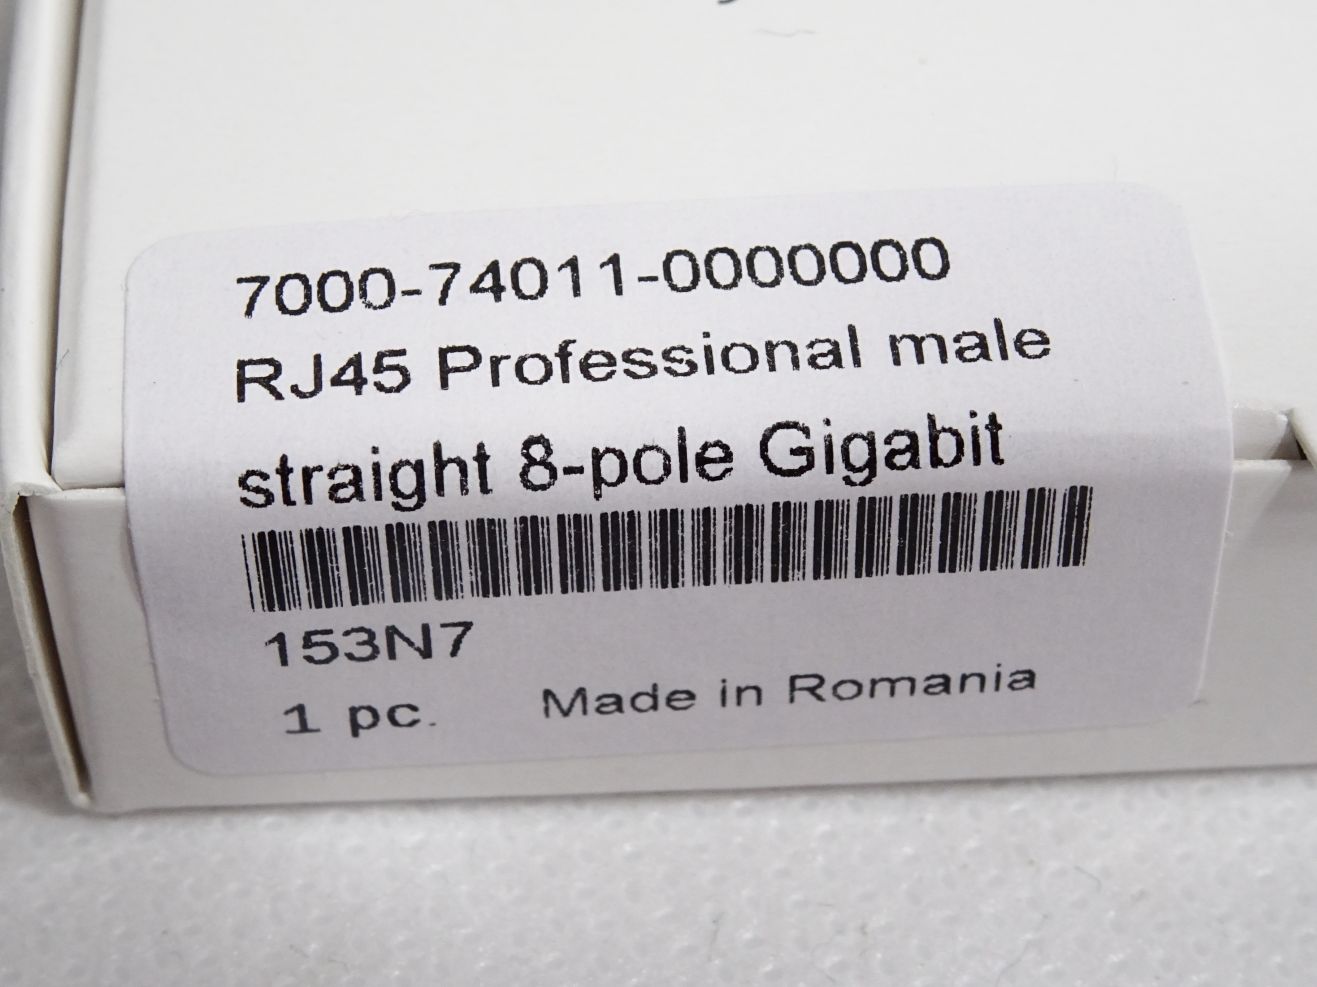 7000-74011-0000000
RJ45 Professional male
straight 8-pole Gigabit
153N7
1 pc. Made in Romania